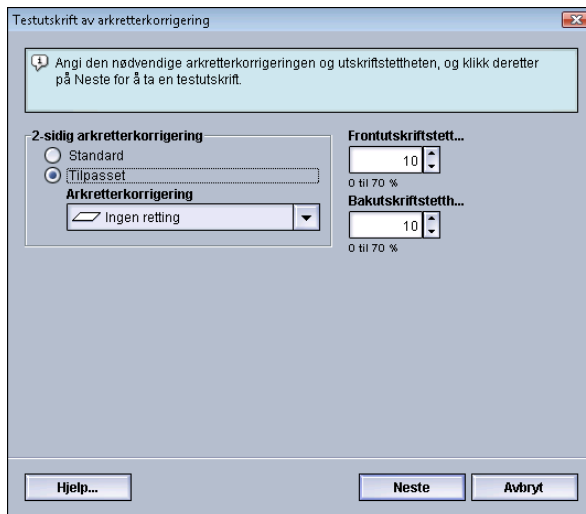 Testutskrift av arkretterkorrigering
Angi den nødvendige arkretterkorrigeringen og utskriftstettheten, og klikk deretter
på Neste for å ta en testutskrift.
2-sidig arkretterkorrigering
Standard
Tilpasset
Arkretterkorrigering
Ingen retting
Frontutskriftstett...
10
0 til 70 %
Bakutskriftstetth...
10
0 til 70 %
Hjelp...
Neste
Avbryt